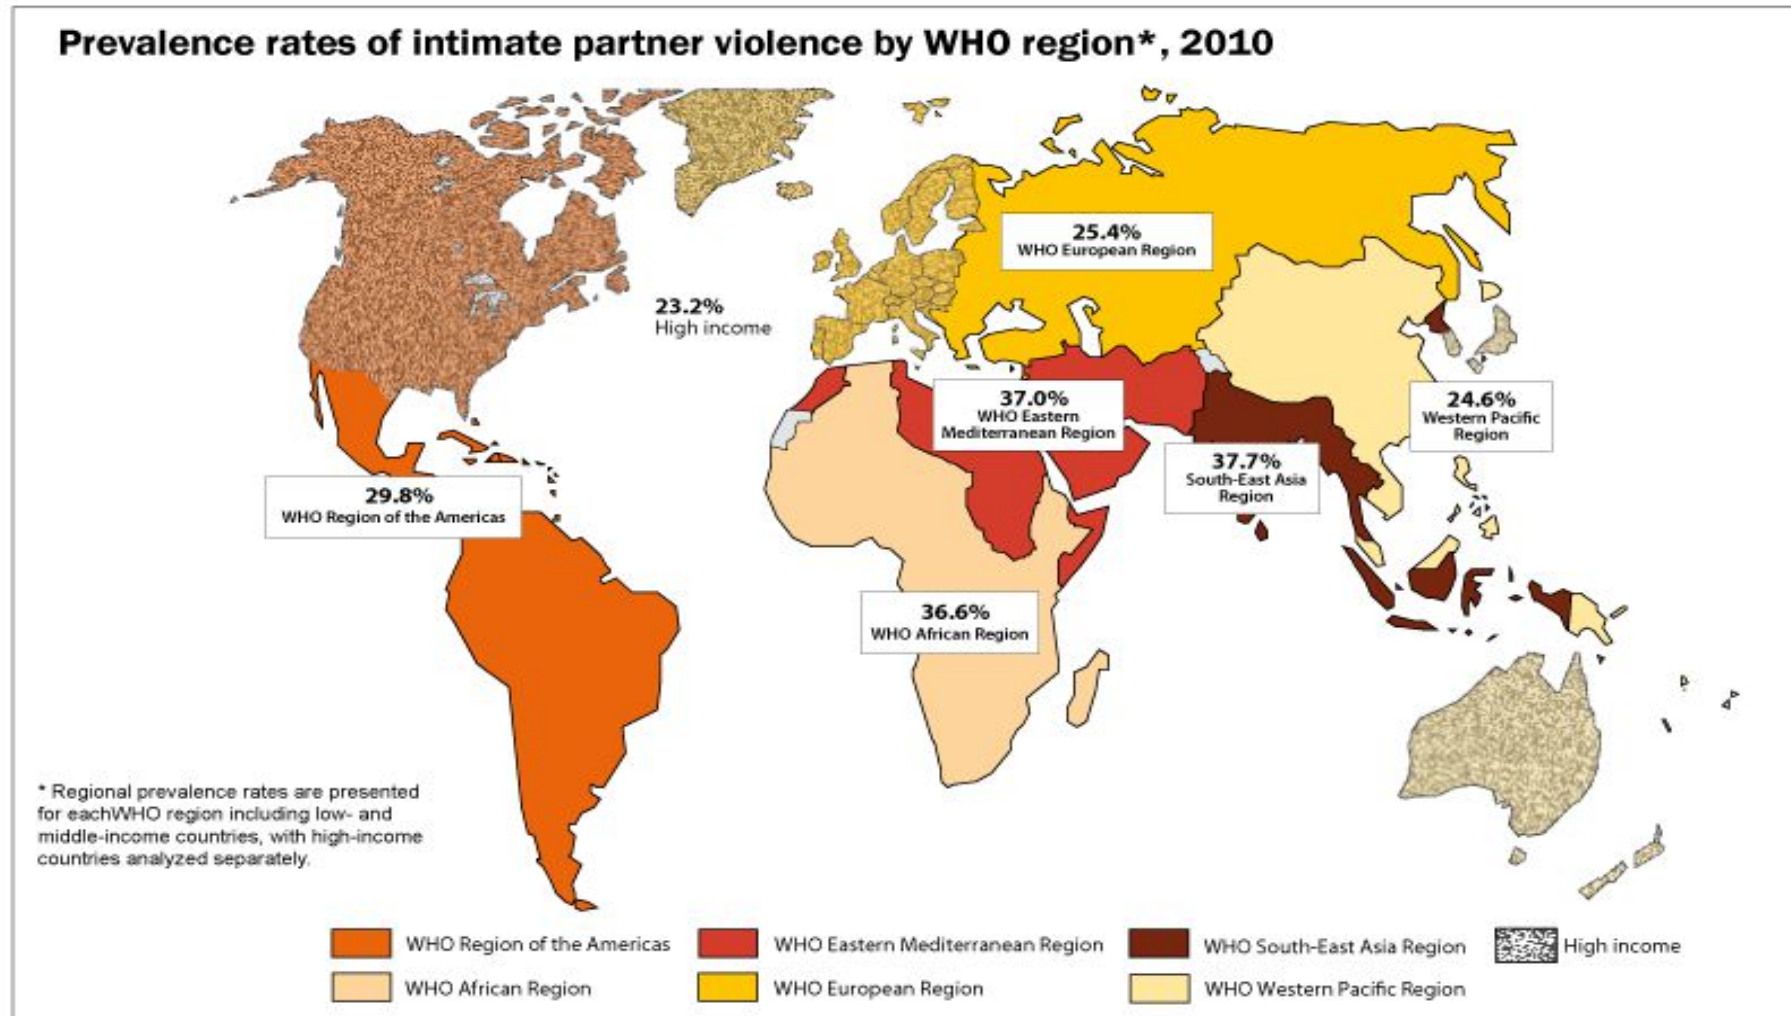 Prevalence rates of intimate partner violence by WHO region*, 2010
25.4%
WHO European Region
23.2%
High income
37.0%
WHO Eastern
Mediterranean Region
24.6%
Western Pacific
Region
37.7%
South-East Asia
Region
29.8%
WHO Region of the Americas
36.6%
WHO African Region
* Regional prevalence rates are presented
for eachWHO region including low- and
middle-income countries, with high-income
countries analyzed separately.
WHO Region of the Americas
WHO Eastern Mediterranean Region
WHO South-East Asia Region
High income
WHO African Region
WHO European Region
WHO Western Pacific Region